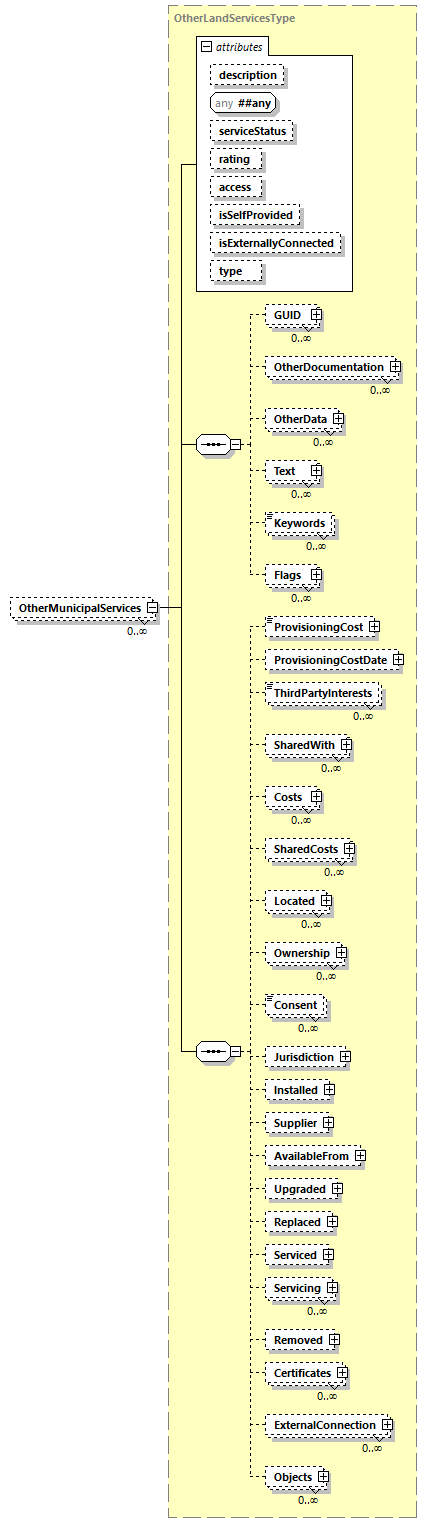 OtherLandServicesType
attributes
description
any ##any
serviceStatus
rating
access
isSelfProvided
isExternallyConnected
type
GUID
0..∞
OtherDocumentation
0..∞
OtherData
0..∞
Text
0..∞
Keywords
0..∞
Flags
0..∞
OtherMunicipalServices
0..∞
ProvisioningCost
ProvisioningCostDate
ThirdPartyInterests
0..∞
SharedWith
0..∞
Costs
0..∞
SharedCosts
0..∞
Located
0..∞
Ownership
0..∞
Consent
0..∞
Jurisdiction
Installed
Supplier
AvailableFrom
Upgraded
Replaced
Serviced
Servicing
0..∞
Removed
Certificates
0..∞
ExternalConnection
0..∞
Objects
0..∞